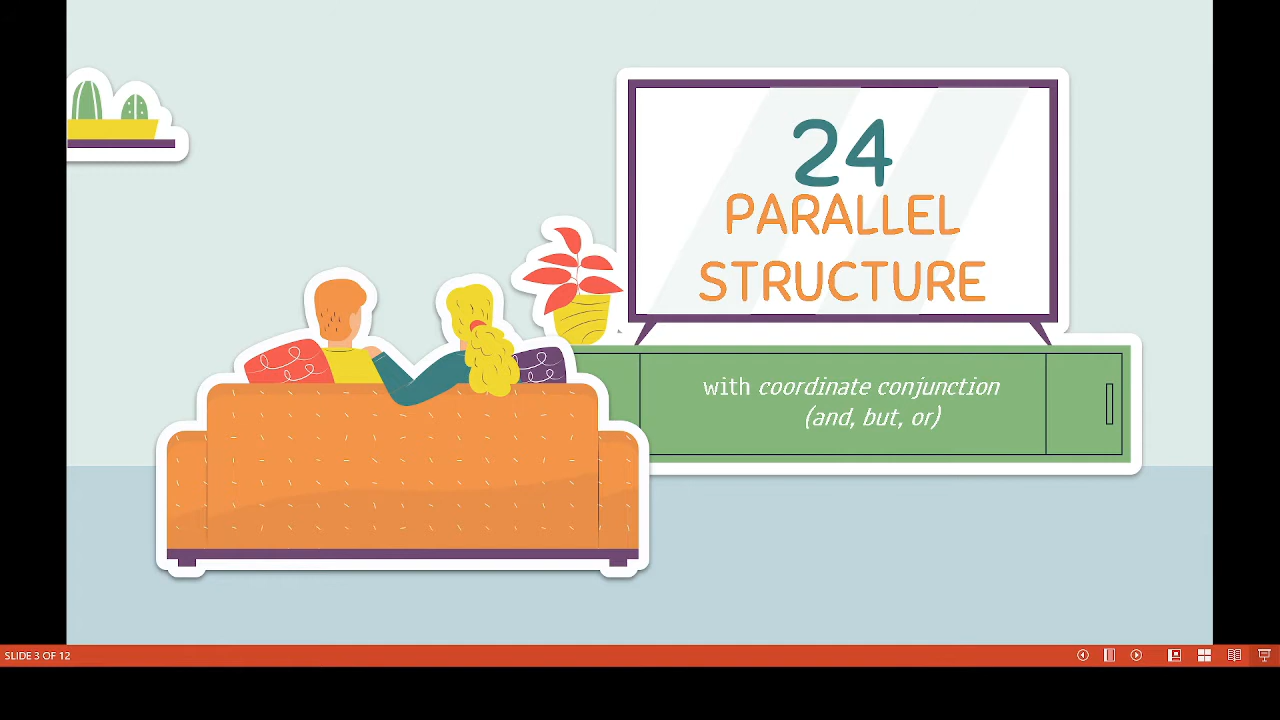 24
PARALLEL
STRUCTURE
with coordinate conjunction
(and, but, or)
SLIDE 3 OF 12